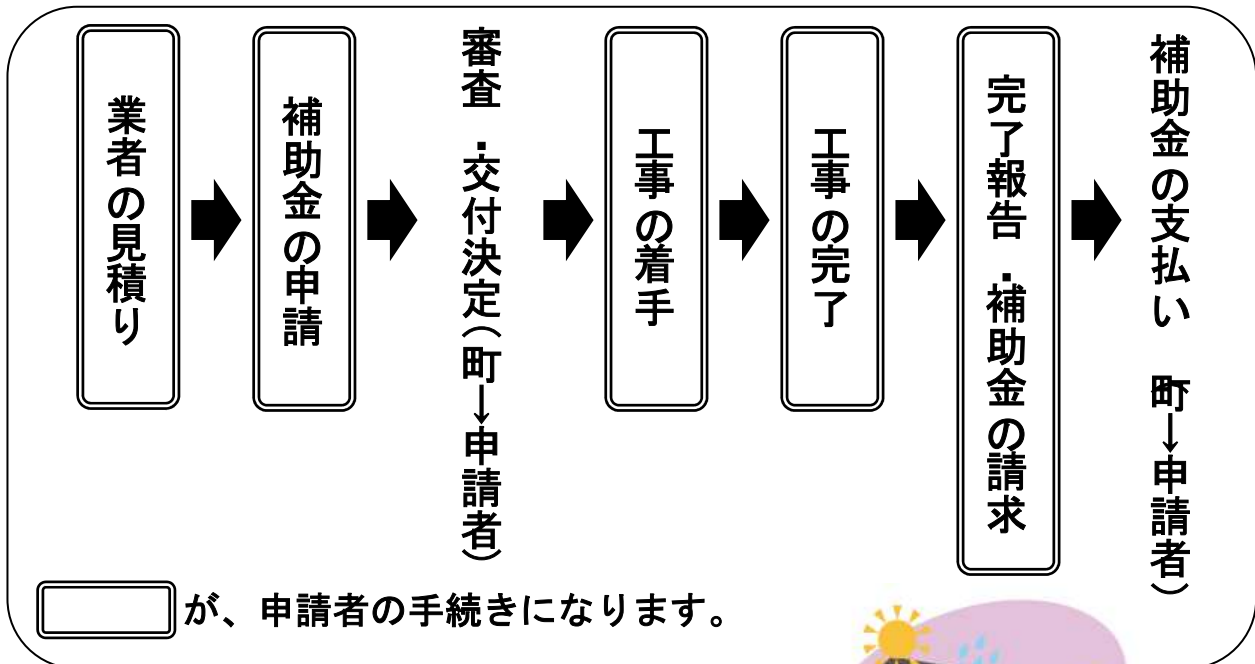 業者の見積り
補助金の申請
審査・交付決定(町→申請者)
工事の着手
工事の完了
完了報告・補助金の請求
補助金の支払い 町→申請者)
が、申請者の手続きになります。